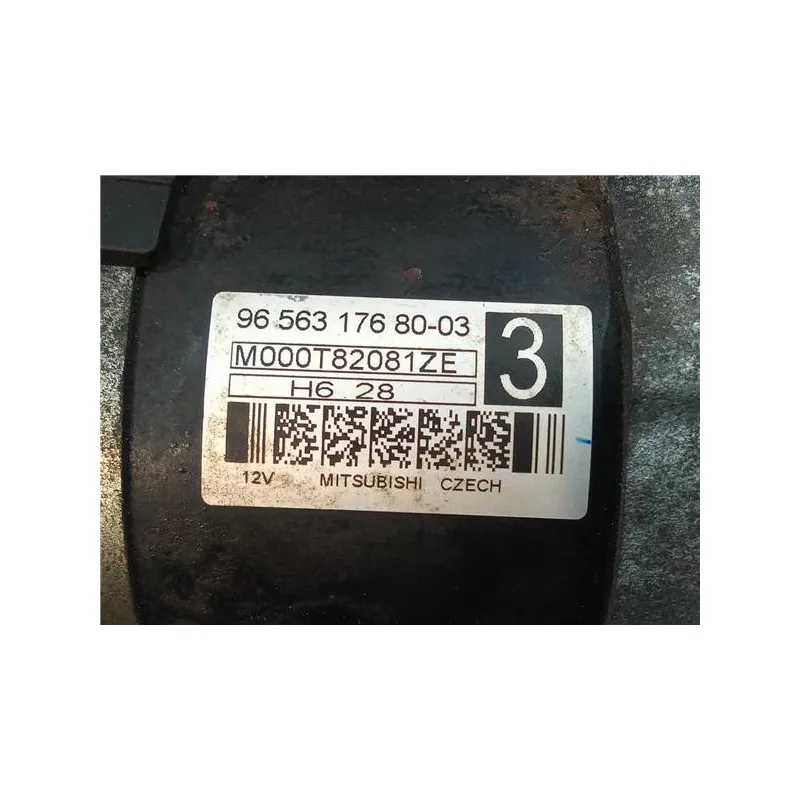 96 563 176 80-03
3
M000T82081ZE
H6 28
12V MITSUBISHI CZECH